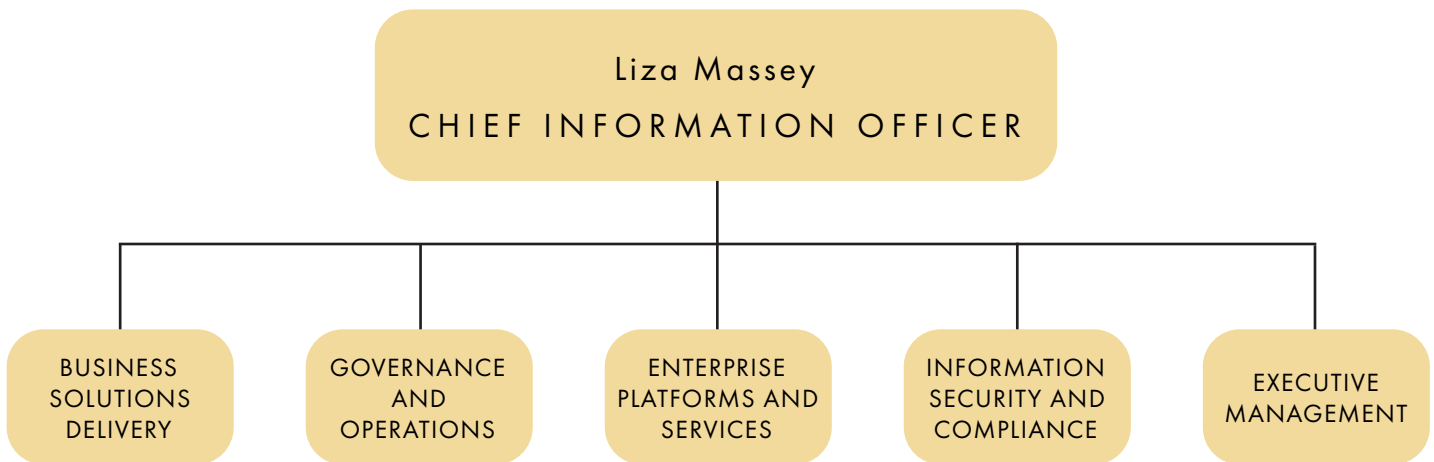 Liza Massey
CHIEF INFORMATION OFFICER
BUSINESS
SOLUTIONS
DELIVERY
GOVERNANCE
AND
OPERATIONS
ENTERPRISE
PLATFORMS AND
SERVICES
INFORMATION
SECURITY AND
COMPLIANCE
EXECUTIVE
MANAGEMENT